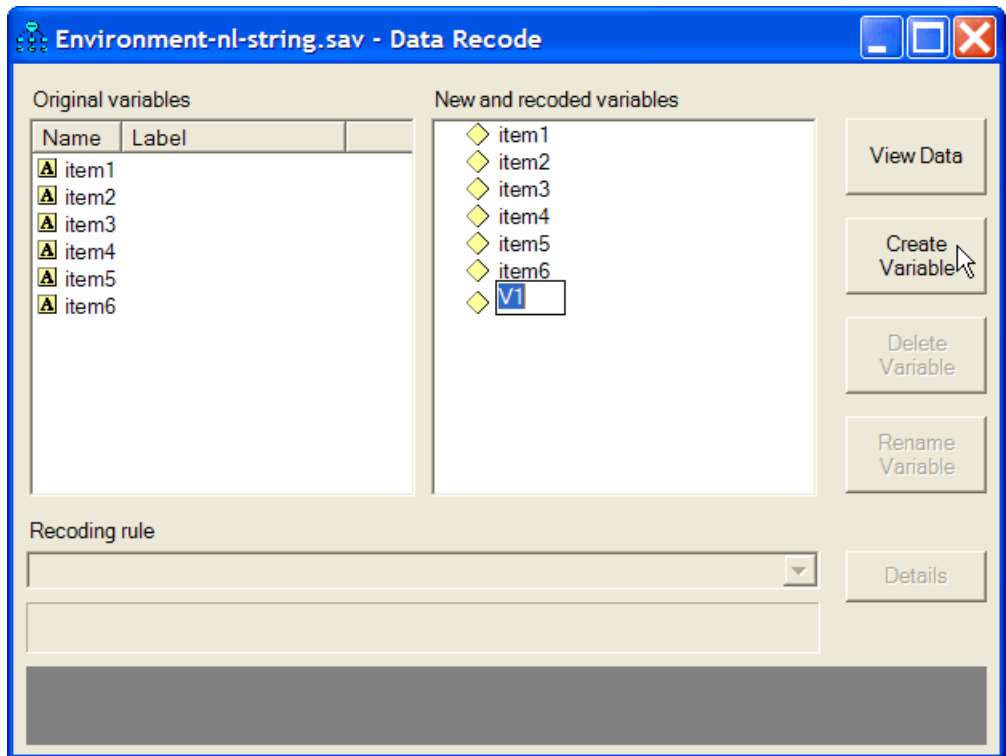 Environment-nl-string.sav - Data Recode
Original variables
New and recoded variables
Name Label
A item1
A item2
A item3
A item4
A item5
A item6
item1
item2
item3
item4
item5
item6
V1
View Data
Create
Variable
Delete
Variable
Rename
Variable
Recoding rule
Details